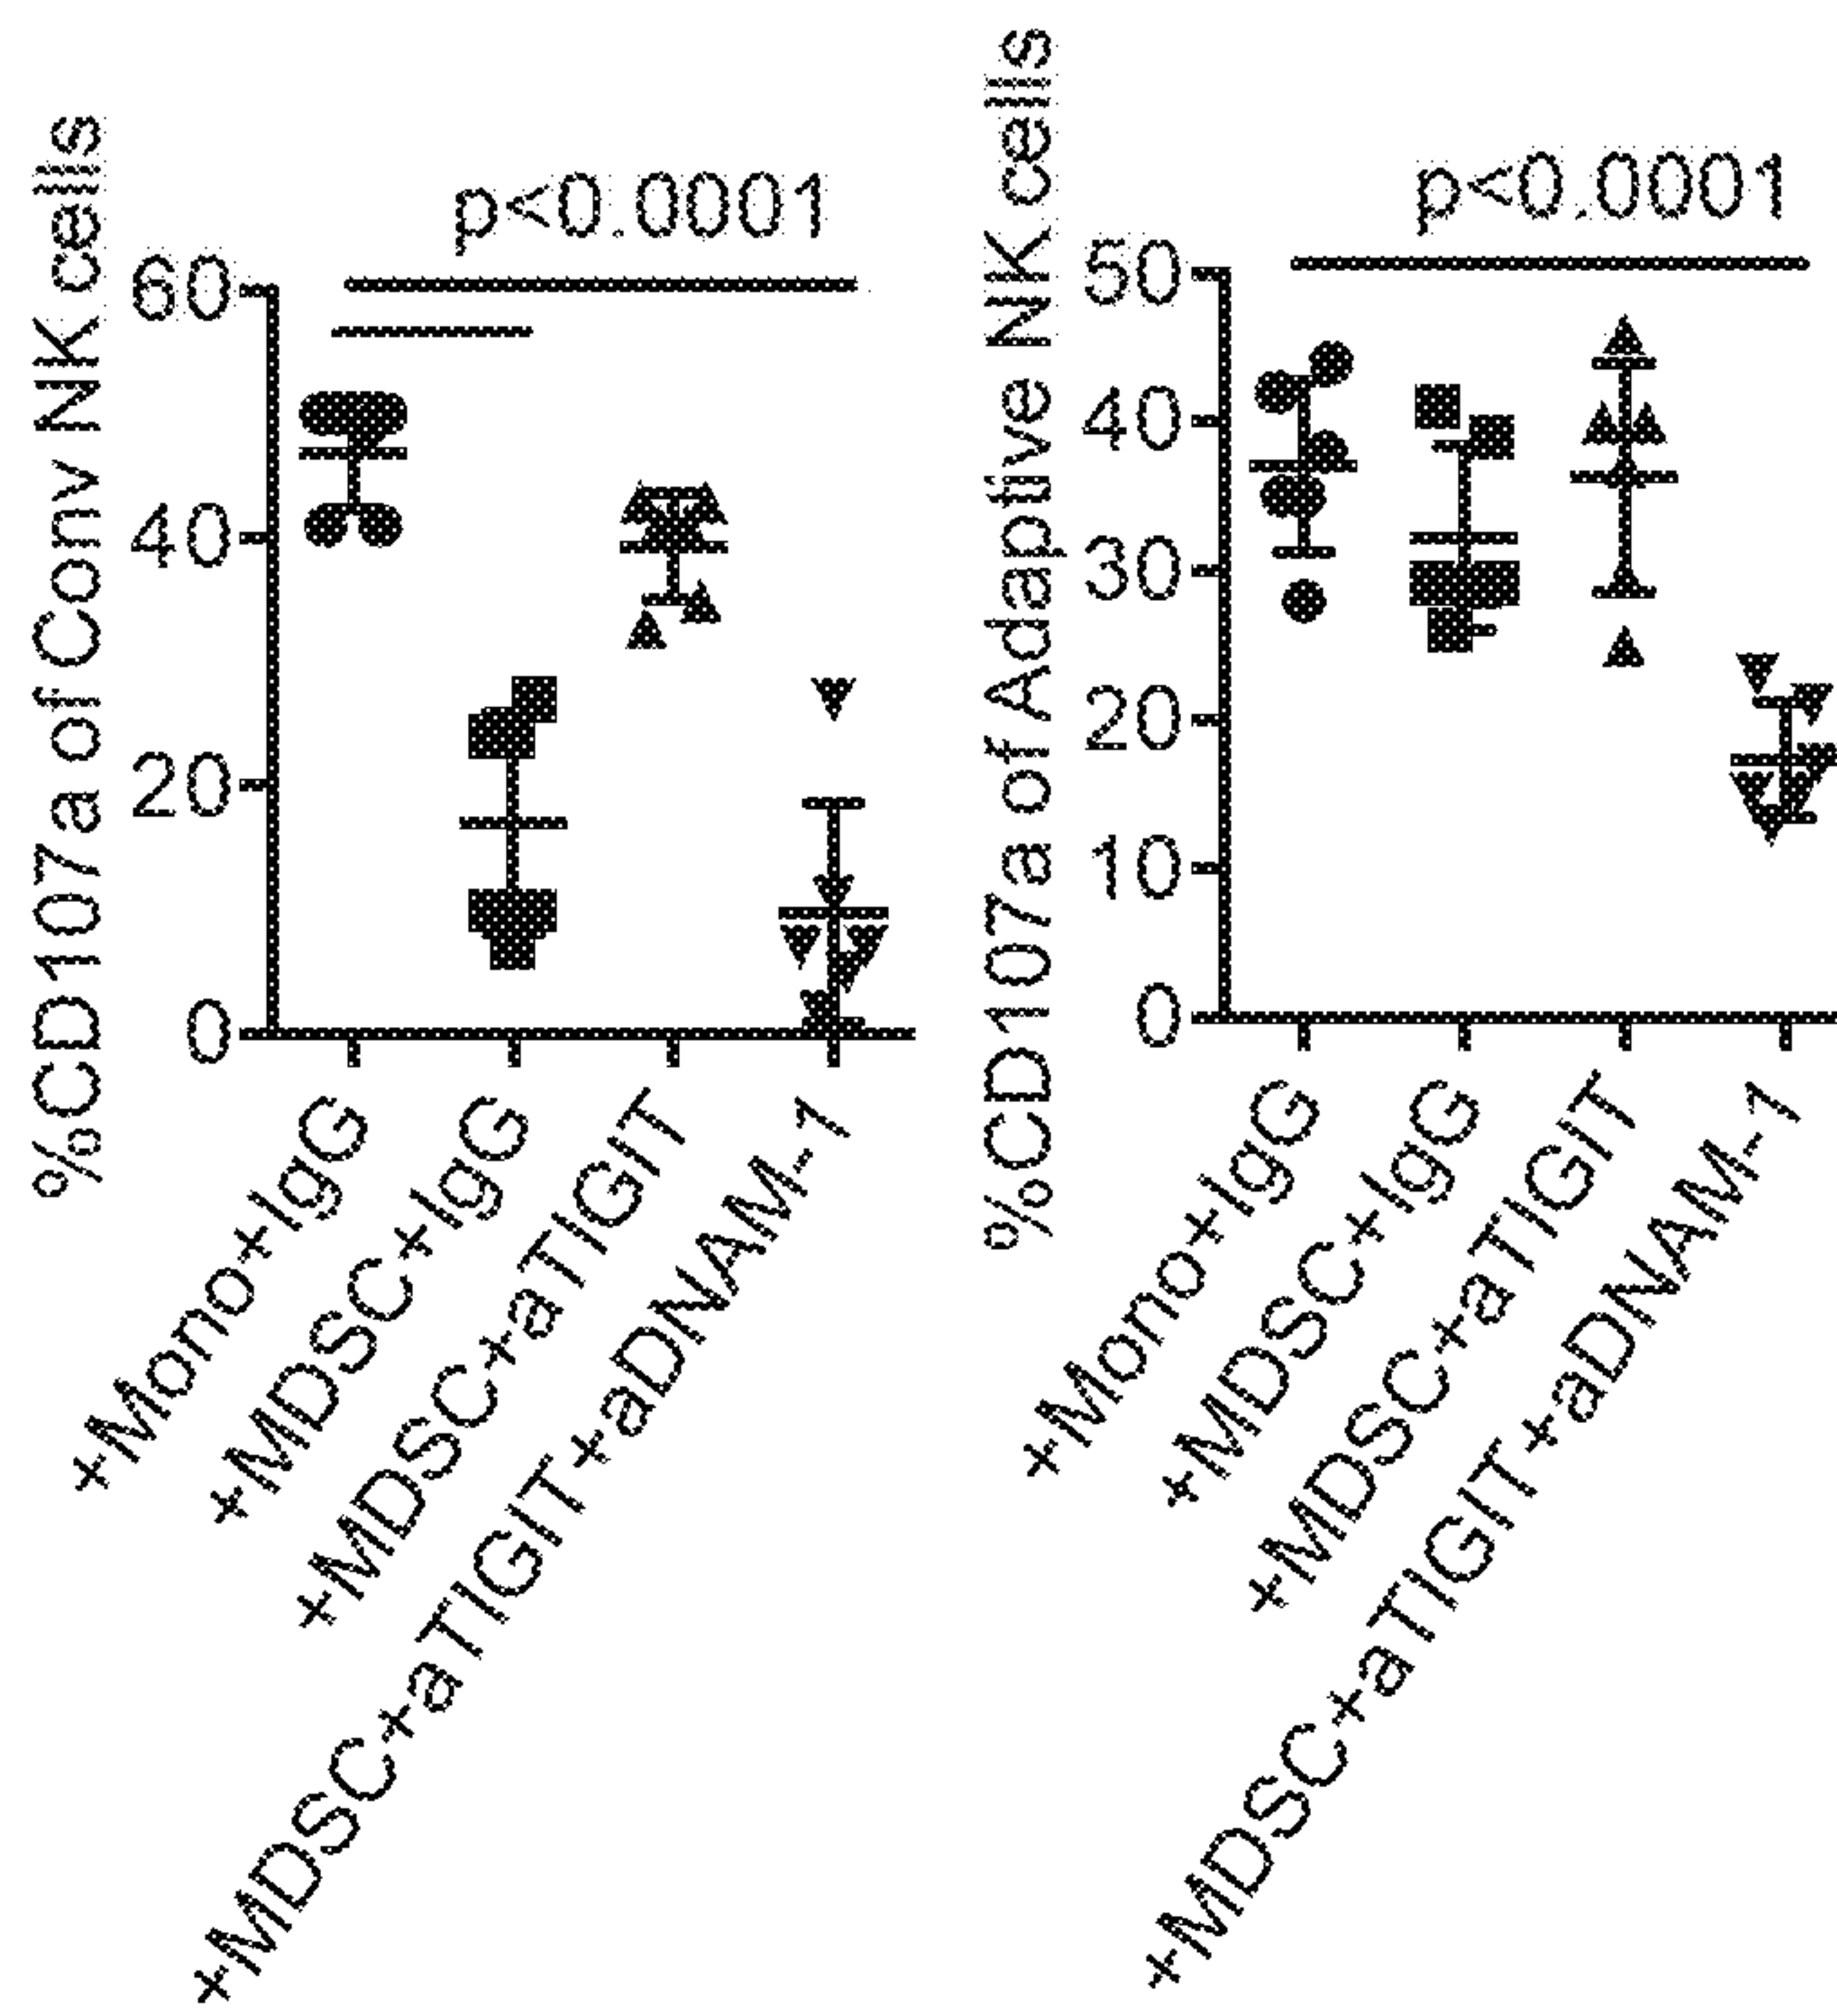 %CD107a of Conv NK cells
p<0.0001
60
40
20
0
+Mono+IgG
+MDSC+IgG
+MDSC+aTIGIT
+MDSC+aTIGIT+aDNAM-1
%CD107a of Adaptive NK cells
p<0.0001
50
40
30
20
10
0
+Mono+IgG
+MDSC+IgG
+MDSC+aTIGIT
+MDSC+aTIGIT+aDNAM-1